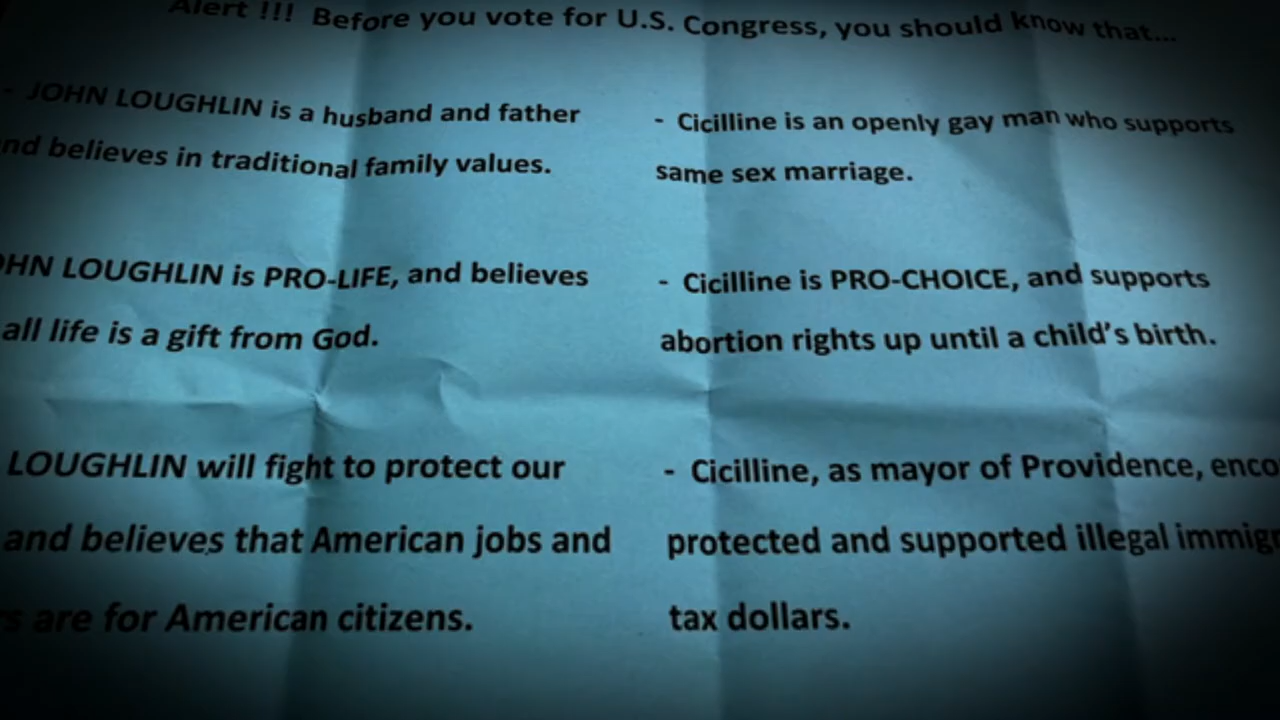 Alert !!! Before you vote for U.S. Congress, you should know that...
- JOHN LOUGHLIN is a husband and father
and believes in traditional family values.
- Cicilline is an openly gay man who supports
same sex marriage.
OHN LOUGHLIN is PRO-LIFE, and believes
all life is a gift from God.
- Cicilline is PRO-CHOICE, and supports
abortion rights up until a child's birth.
LOUGHLIN will fight to protect our
and believes that American jobs and
are for American citizens.
- Cicilline, as mayor of Providence,
protected and supported illegal
tax dollars.